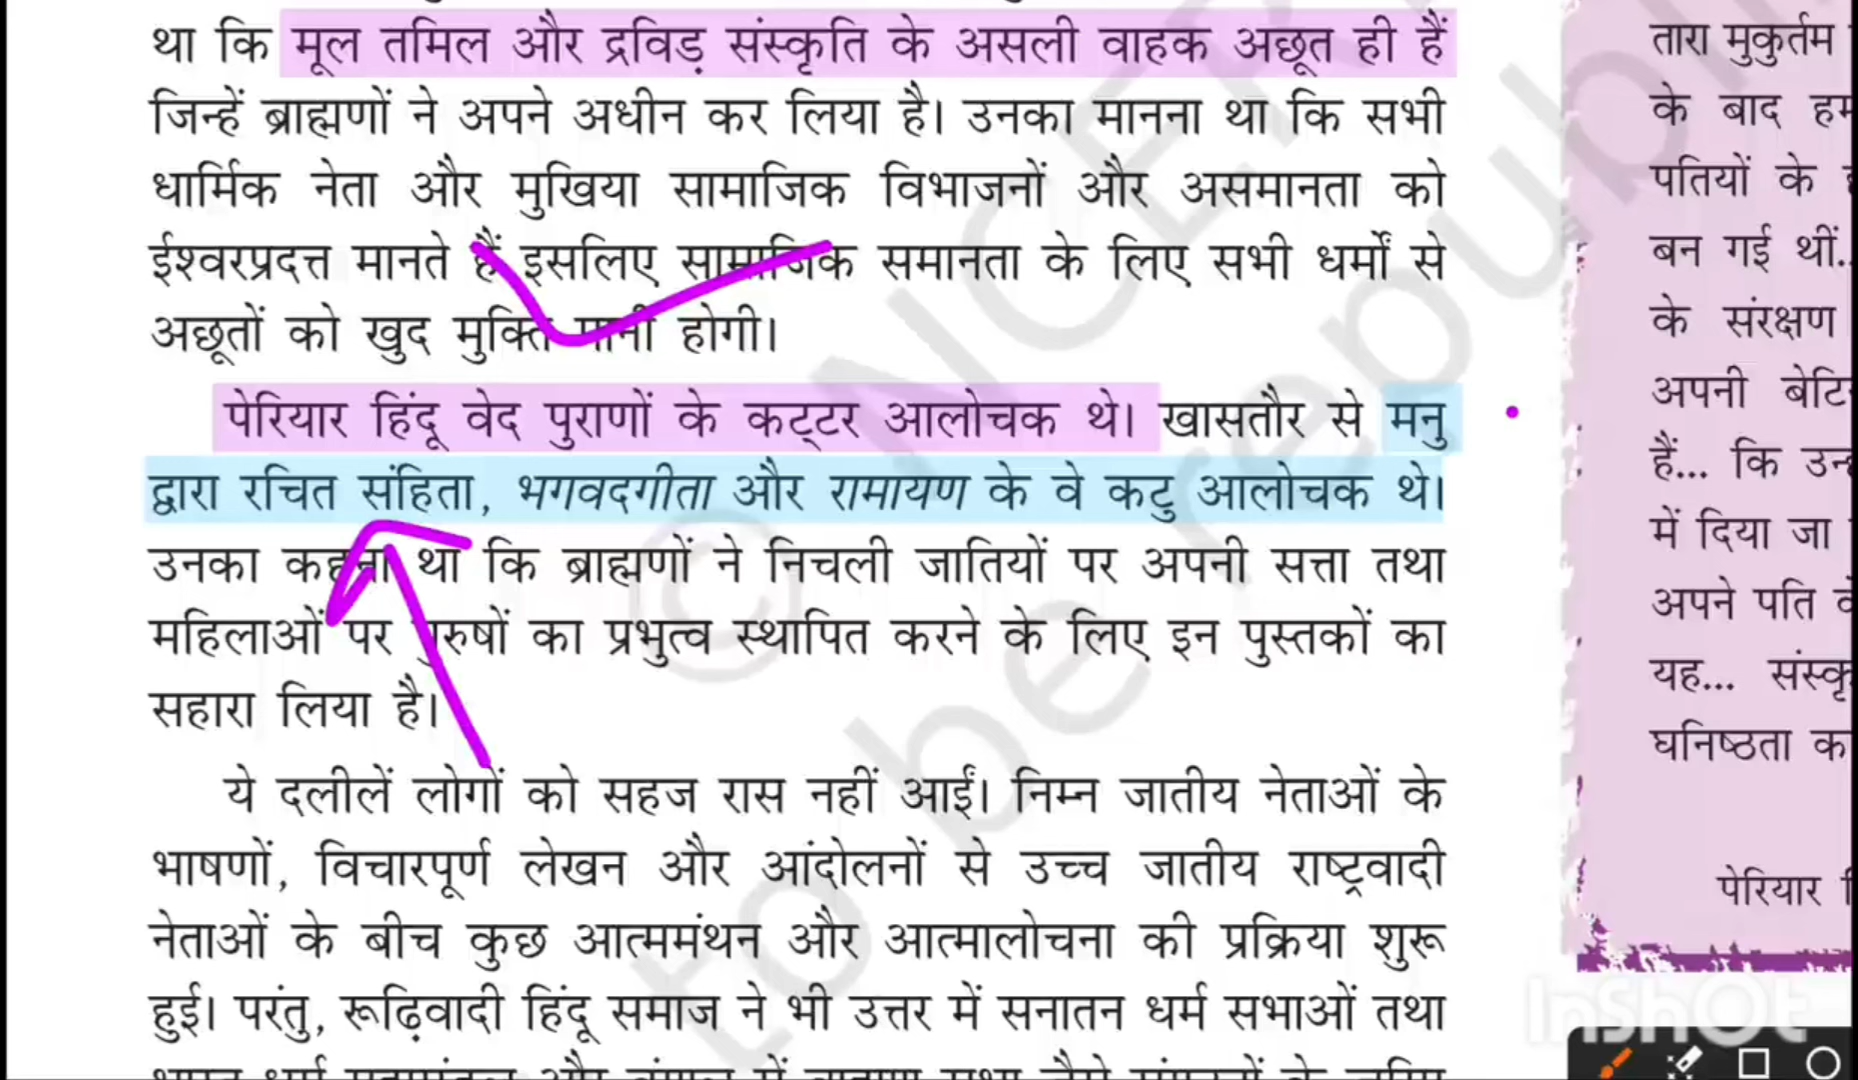 था कि मूल तमिल और द्रविड़ संस्कृति के असली वाहक अछूत ही हैं
जिन्हें ब्राह्मणों ने अपने अधीन कर लिया है। उनका मानना था कि सभी
धार्मिक नेता और मुखिया सामाजिक विभाजनों और असमानता को
ईश्वरप्रदत्त मानते हैं इसलिए सामाजिक समानता के लिए सभी धर्मों से
अछूतों को खुद मुक्ति पानी होगी।
पेरियार हिंदू वेद पुराणों के कट्टर आलोचक थे। खासतौर से मनु
द्वारा रचित संहिता, भगवदगीता और रामायण के वे कटु आलोचक थे।
उनका कहना था कि ब्राह्मणों ने निचली जातियों पर अपनी सत्ता तथा
महिलाओं पर पुरुषों का प्रभुत्व स्थापित करने के लिए इन पुस्तकों का
सहारा लिया है।
ये दलीलें लोगों को सहज रास नहीं आईं। निम्न जातीय नेताओं के
भाषणों, विचारपूर्ण लेखन और आंदोलनों से उच्च जातीय राष्ट्रवादी
नेताओं के बीच कुछ आत्ममंथन और आत्मालोचना की प्रक्रिया शुरू
हुई। परंतु, रूढ़िवादी हिंदू समाज ने भी उत्तर में सनातन धर्म सभाओं तथा
तारा मुकुर्तम
के बाद हम
पतियों के
बन गई थीं...
के संरक्षण
अपनी
हैं... कि
में दिया जा
अपने पति
यह...
घनिष्ठता
पेरियार
© NCERT
to be republi
InShOt